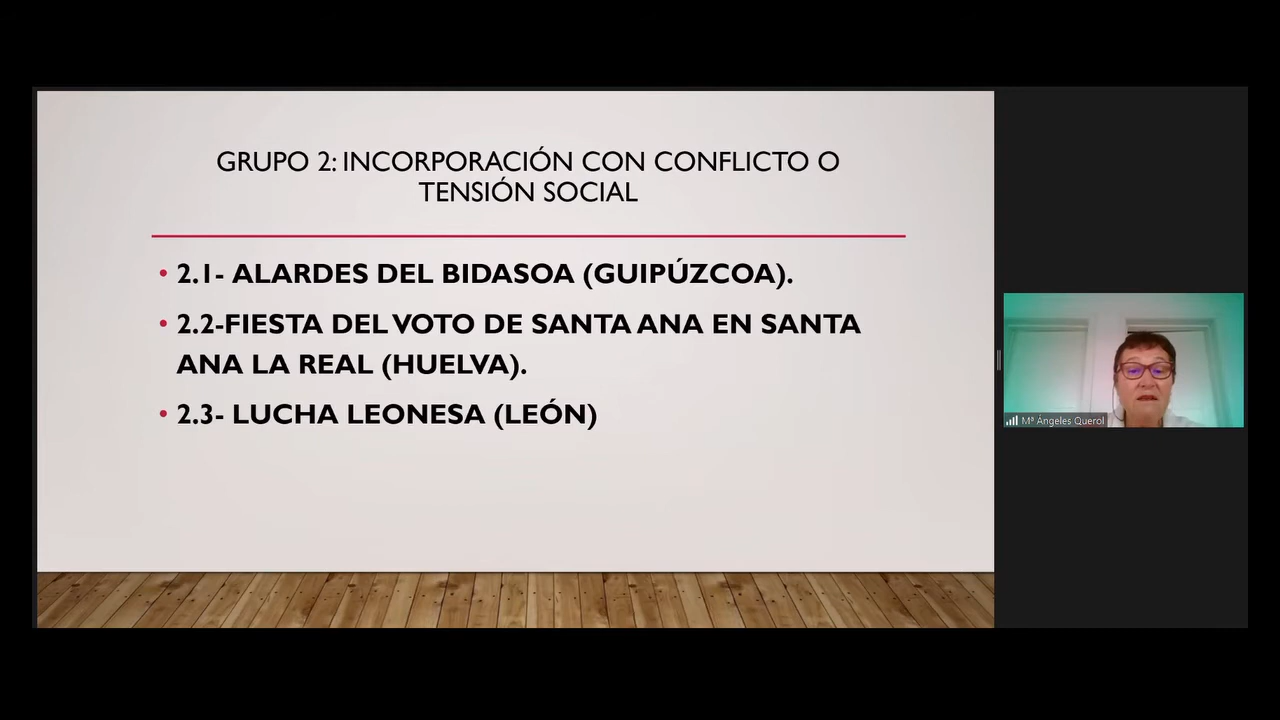 GRUPO 2: INCORPORACIÓN CON CONFLICTO O
TENSIÓN SOCIAL
• 2.1- ALARDES DEL BIDASOA (GUIPÚZCOA).
• 2.2-FIESTA DEL VOTO DE SANTA ANA EN SANTA
ANA LA REAL (HUELVA).
• 2.3- LUCHA LEONESA (LEÓN)
Mª Ángeles Querol